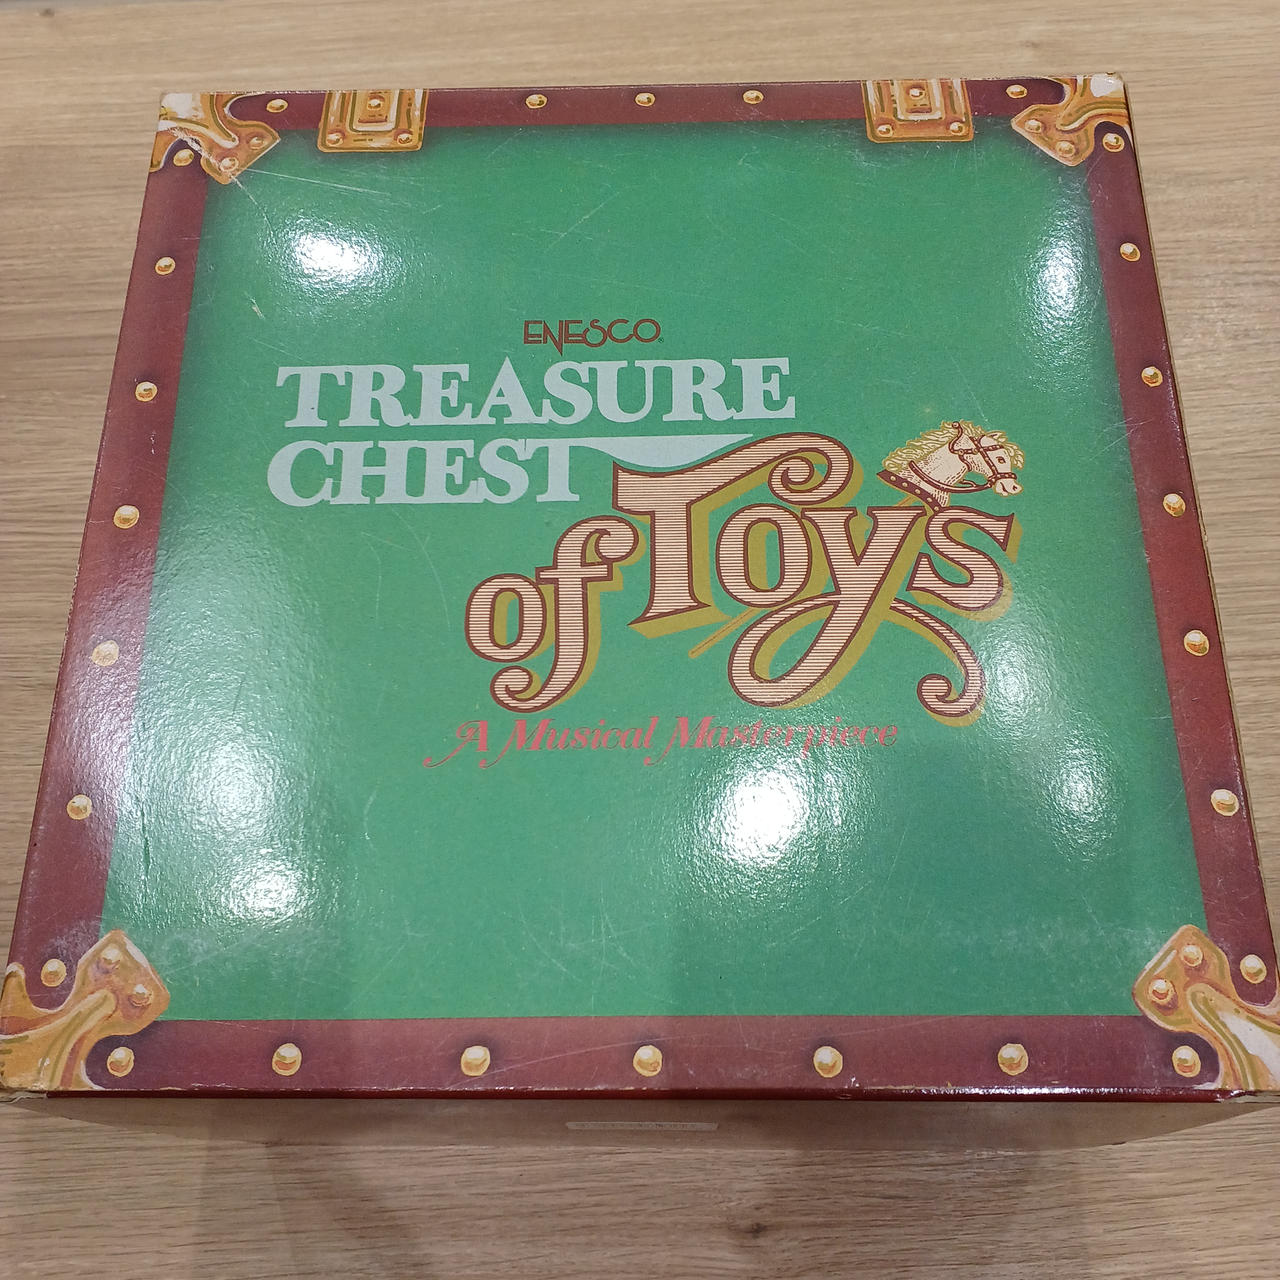 ENESCO®
TREASURE
CHEST
of Toys
A Musical Masterpiece